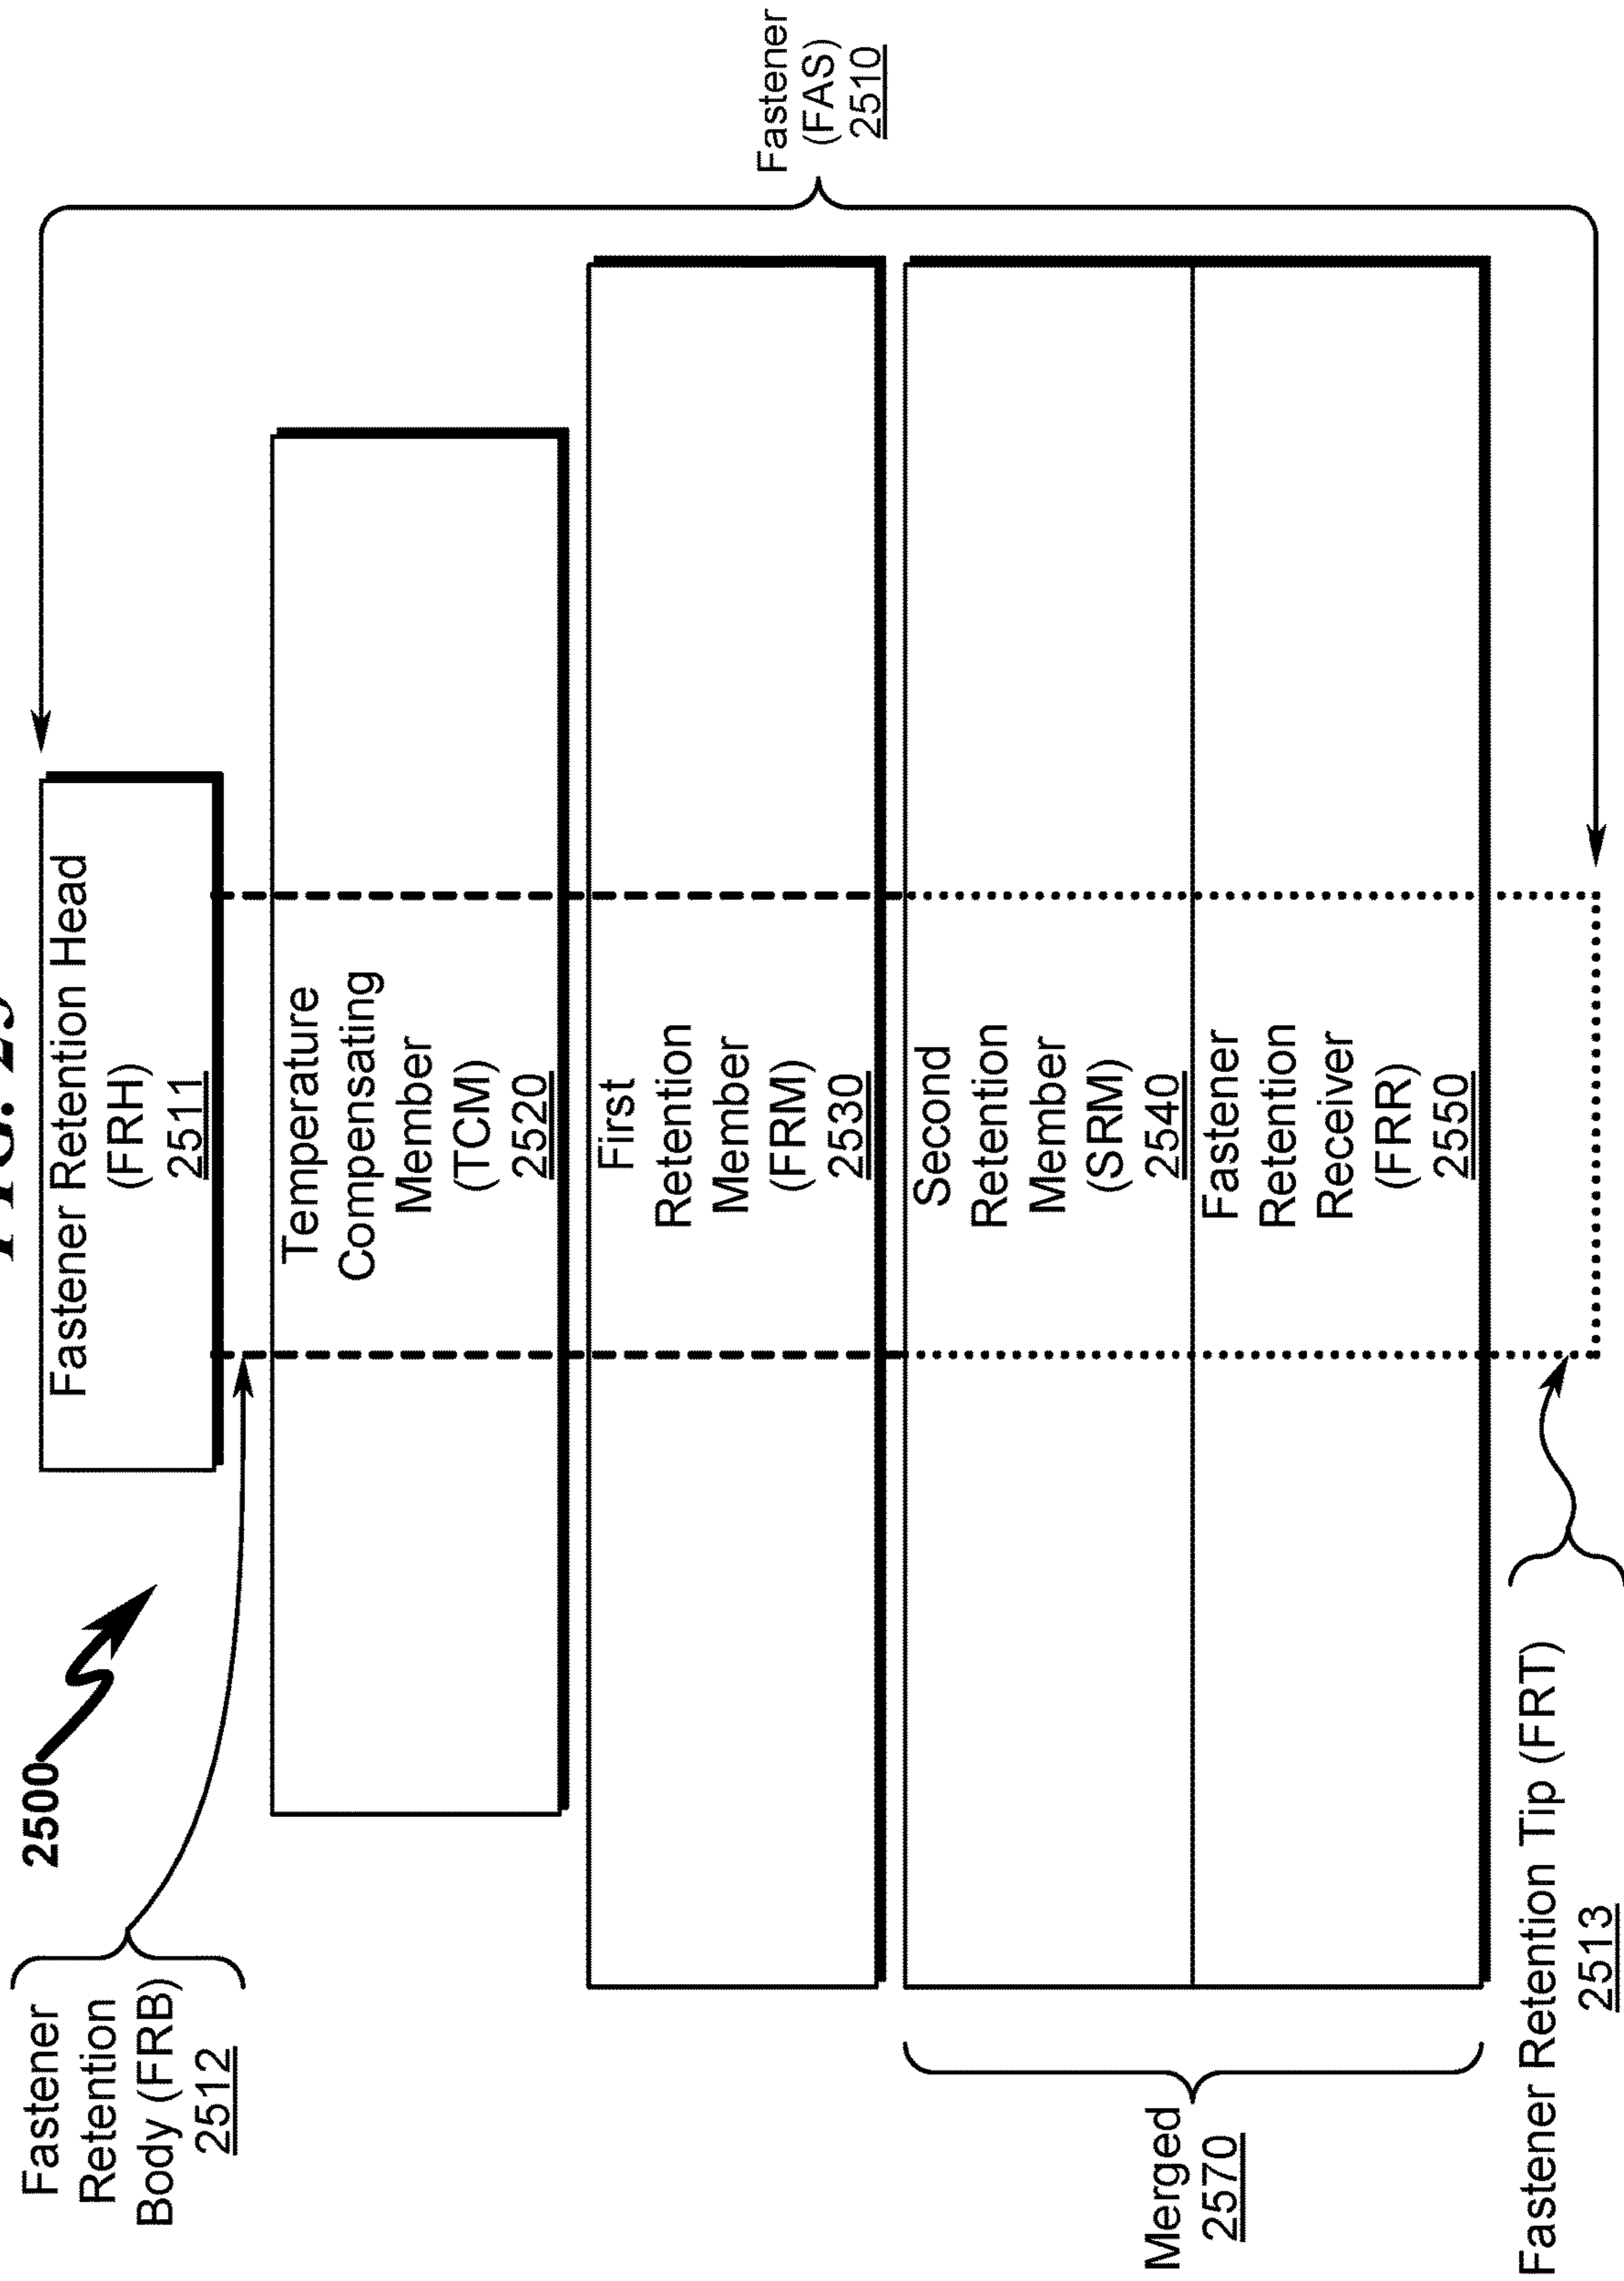 FIG. 25
2500
Fastener
Retention
Body (FRB)
2512
Fastener Retention Head
(FRH)
2511
Temperature
Compensating
Member
(TCM)
2520
First
Retention
Member
(FRM)
2530
Second
Retention
Member
(SRM)
2540
Fastener
Retention
Receiver
(FRR)
2550
Fastener
(FAS)
2510
Merged
2570
Fastener Retention Tip (FRT)
2513